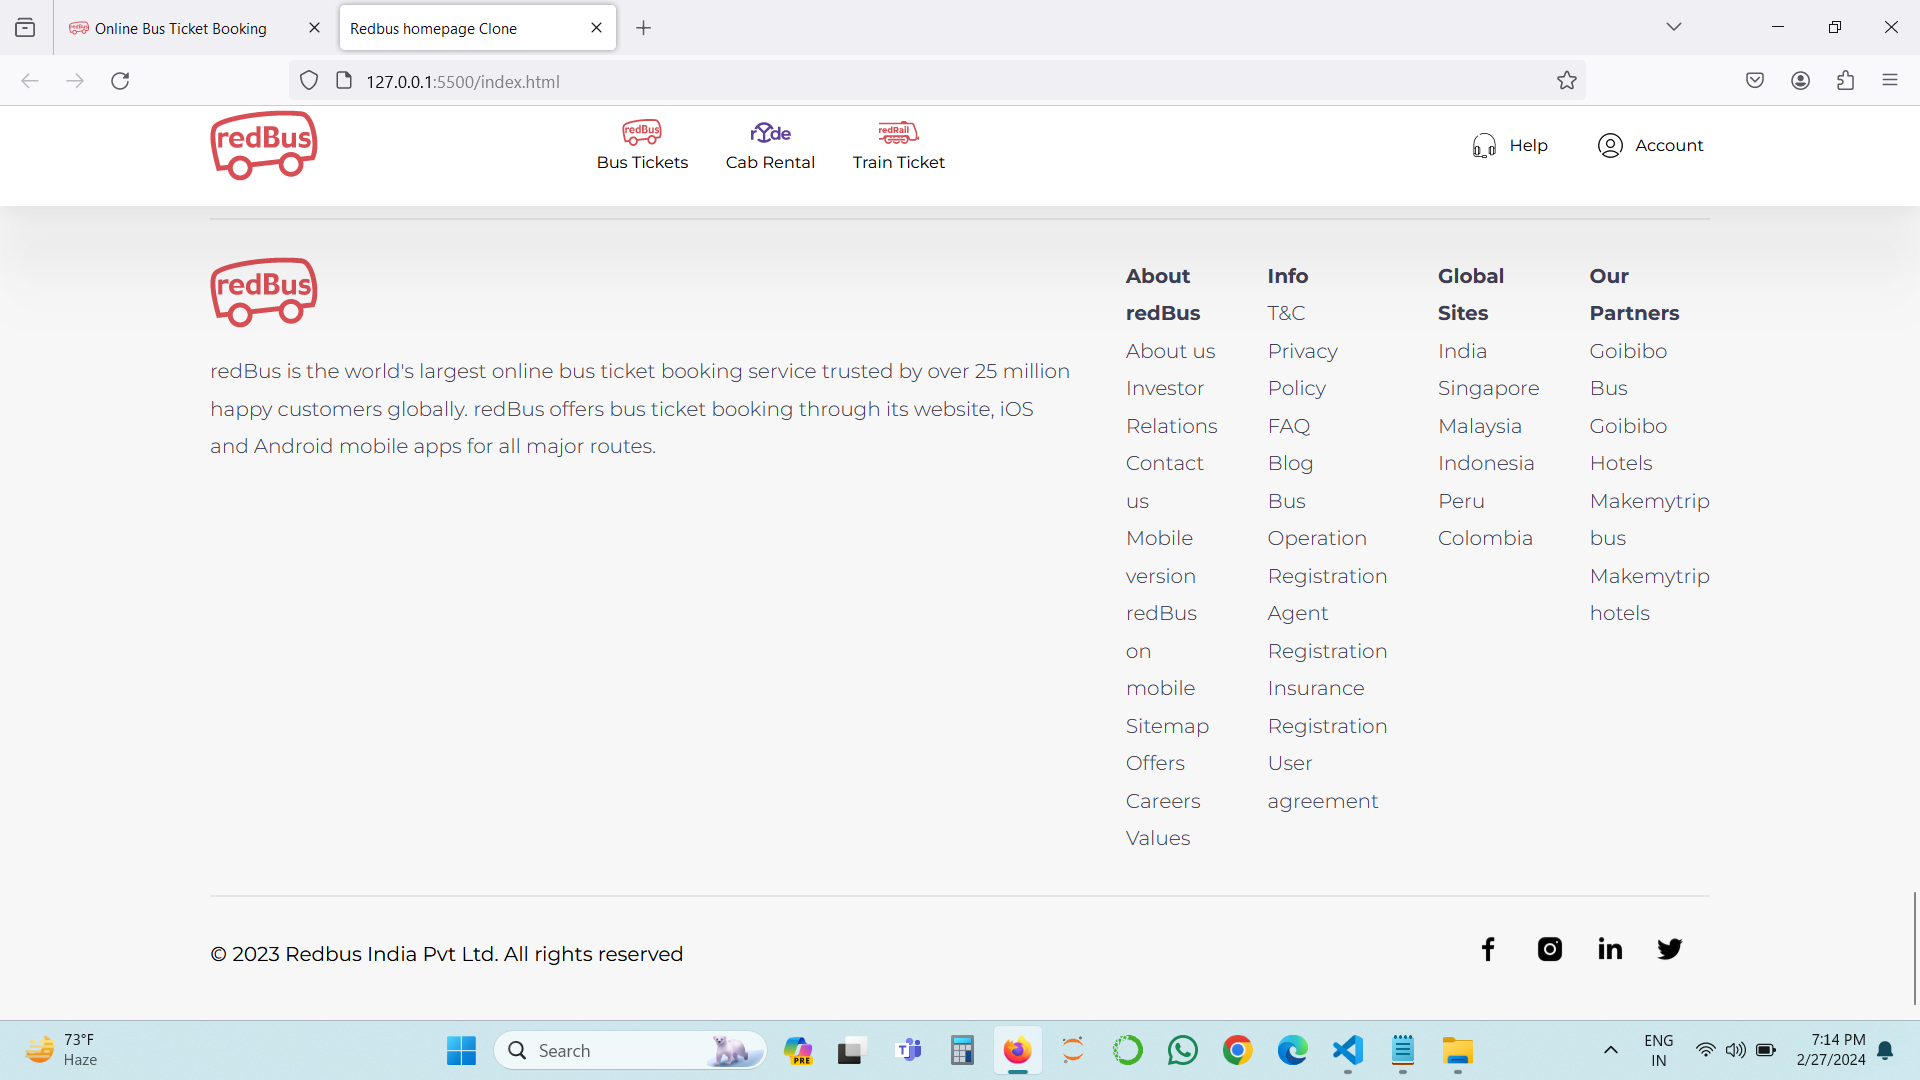 Online Bus Ticket Booking
Redbus homepage Clone
127.0.0.1:5500/index.html
redBus
redBus
Bus Tickets
ryde
Cab Rental
redRail
Train Ticket
Help
Account
redBus
redBus is the world's largest online bus ticket booking service trusted by over 25 million
happy customers globally. redBus offers bus ticket booking through its website, iOS
and Android mobile apps for all major routes.
About
redBus
About us
Investor
Relations
Contact
us
Mobile
version
redBus
on
mobile
Sitemap
Offers
Careers
Values
Info
T&C
Privacy
Policy
FAQ
Blog
Bus
Operation
Registration
Agent
Registration
Insurance
Registration
User
agreement
Global
Sites
India
Singapore
Malaysia
Indonesia
Peru
Colombia
Our
Partners
Goibibo
Bus
Goibibo
Hotels
Makemytrip
bus
Makemytrip
hotels
© 2023 Redbus India Pvt Ltd. All rights reserved
73°F
Haze
Search
PRE
ENG
IN
7:14 PM
2/27/2024